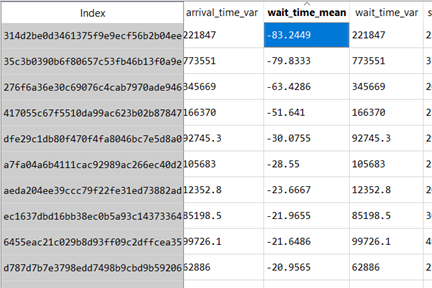 Index arrival_time_var wait_time_mean wait_time_var s
314d2be0d3461375f9e9ecf56b2b04ee 221847 -83.2449 221847 2
35c3b0390b6f80657c53fb46b13f0a9e 773551 -79.8333 773551 3
276f6a36e30c69076c4cab7970ade946 345669 -63.4286 345669 2
417055c67f5510da99ac623b02b87847 166370 -51.641 166370 2
dfe29c1db80f470f4fa8046bc7e5d8a0 92745.3 -30.0755 92745.3 2
a7fa04a6b4111cac92989ac266ec40d2 105683 -28.55 105683 2
aeda204ee39ccc79f22fe31ed73882ad 12352.8 -23.6667 12352.8 2
ec1637dbd16bb38ec0b5a93c14373364 85198.5 -21.9655 85198.5 3
6455eac21c029b8d93ff09c2dffcea35 99726.1 -21.6486 99726.1 4
d787d7b7e3798edd7498b9cbd9b59206 62886 -20.9565 62886 2